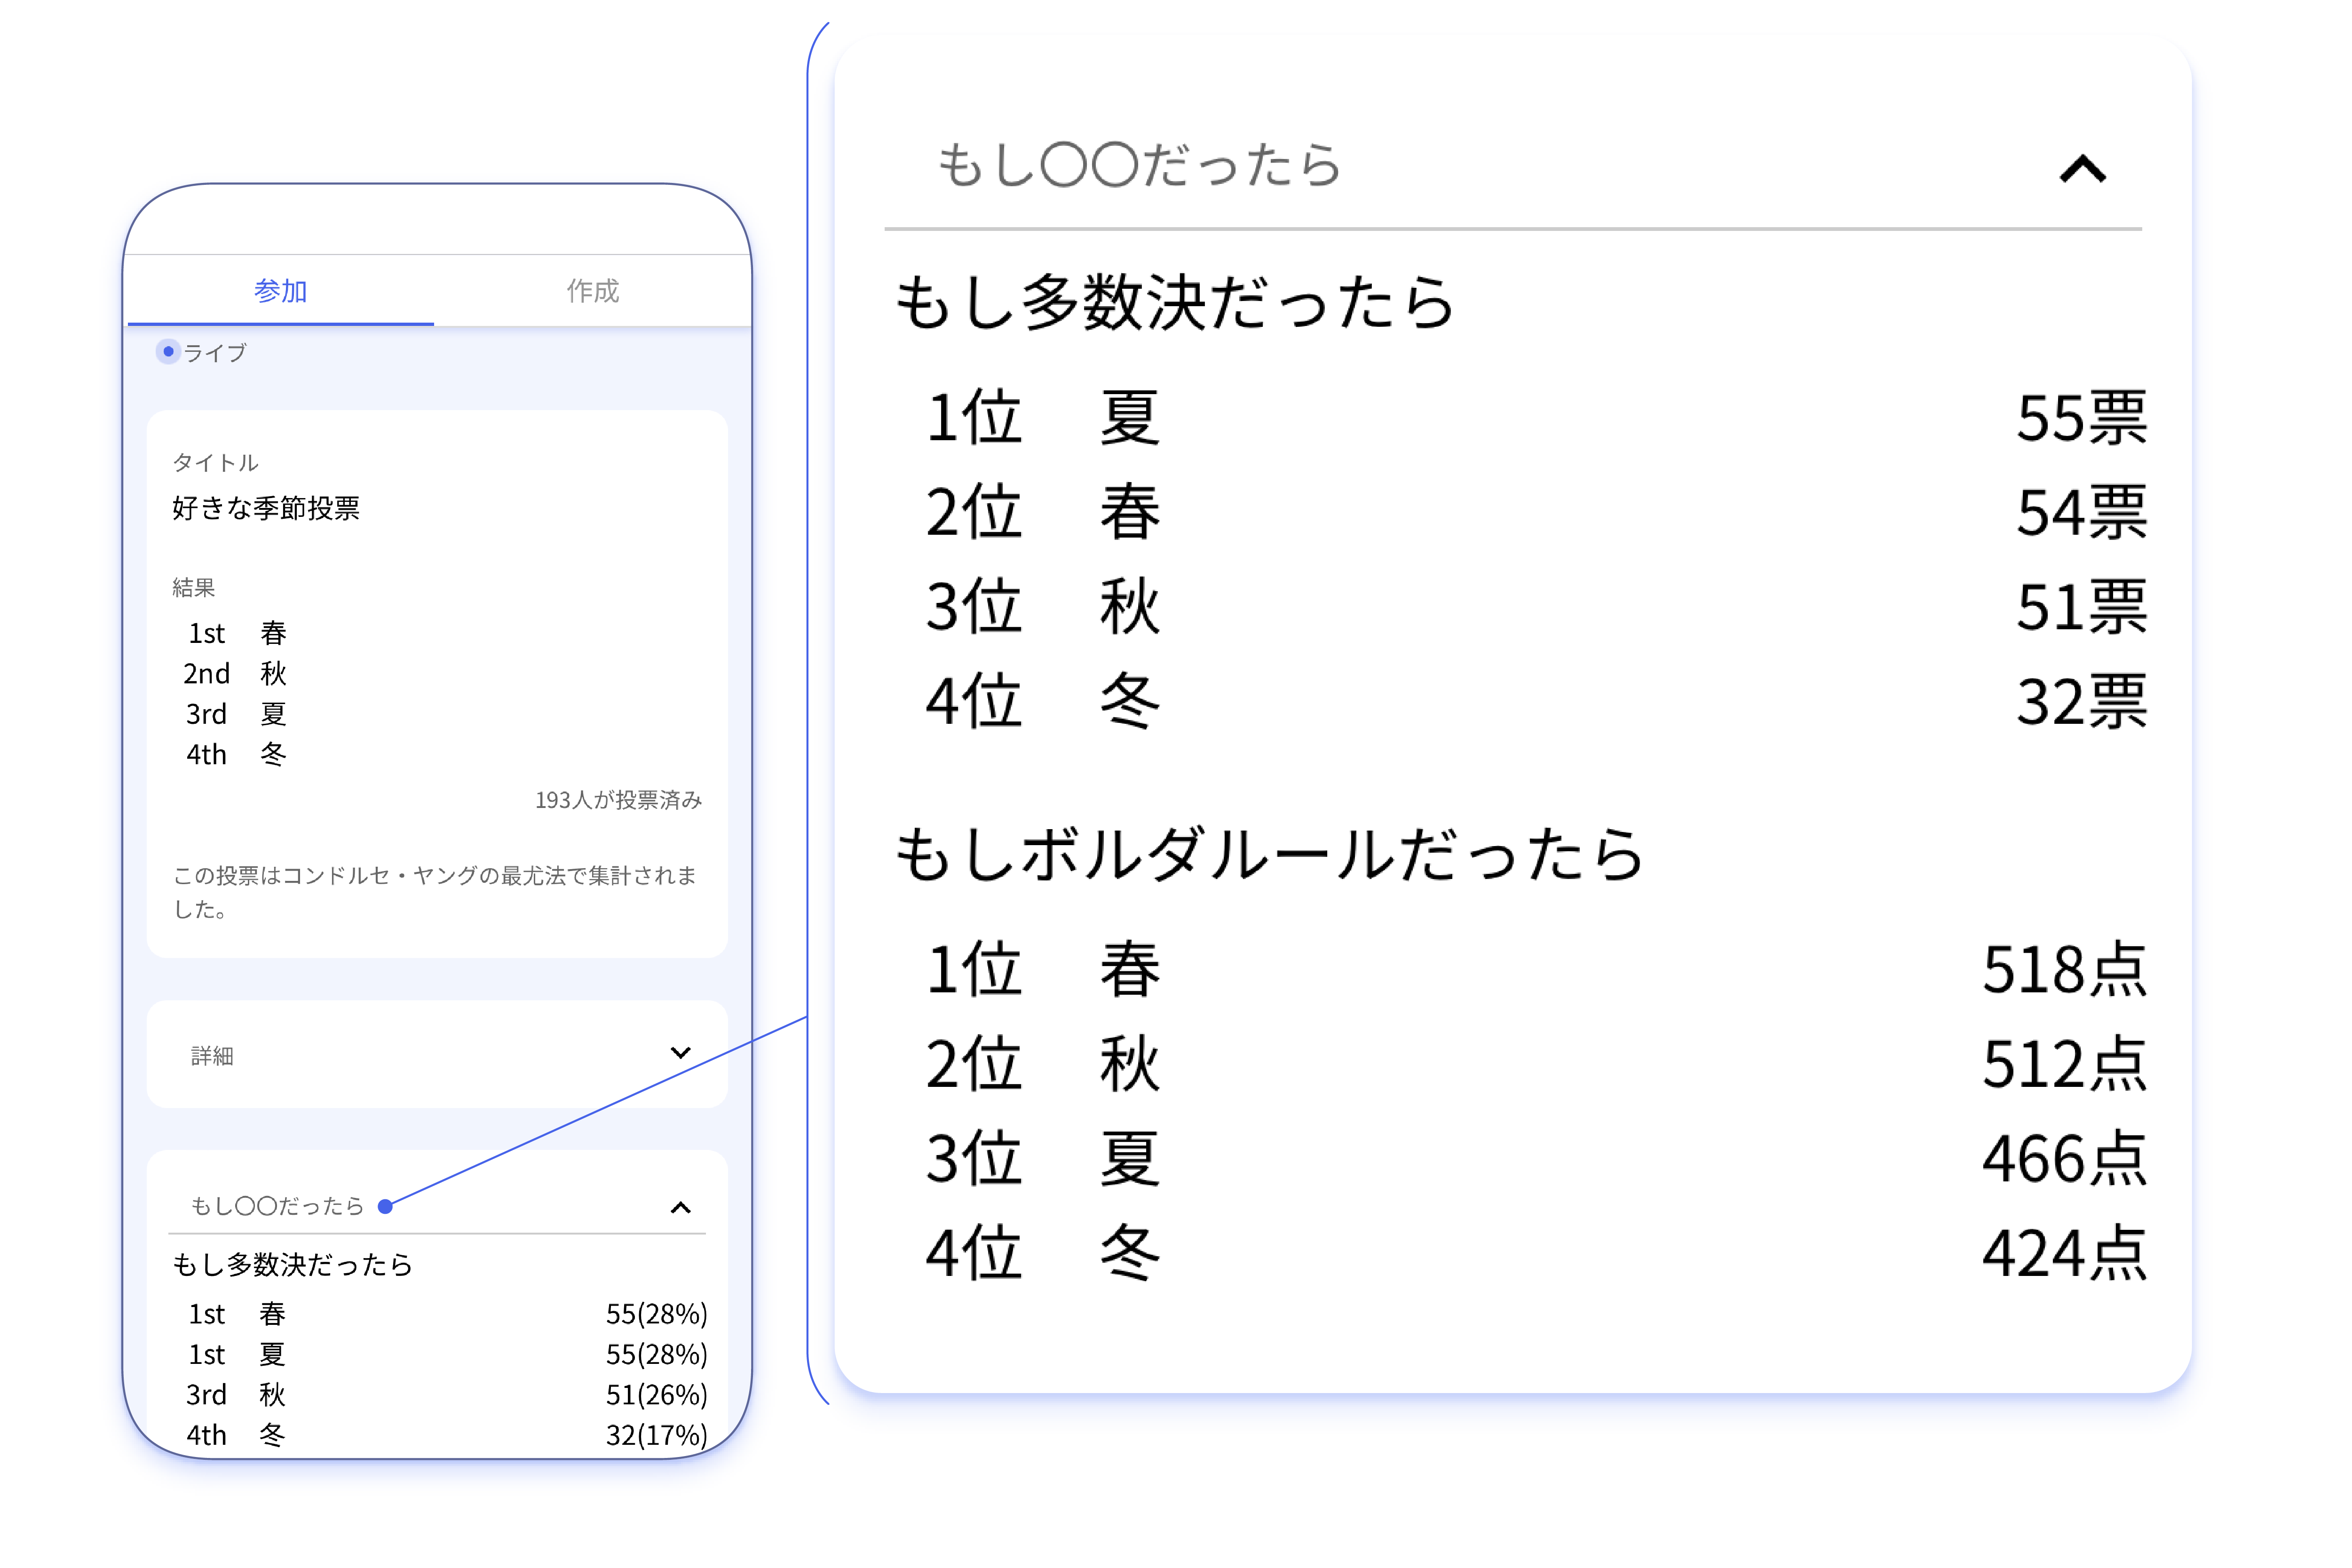 参加 作成
ライブ
タイトル
好きな季節投票
結果
1st 春
2nd 秋
3rd 夏
4th 冬
193人が投票済み
この投票はコンドルセ・ヤングの最尤法で集計されま
した。
詳細
もし〇〇だったら
もし多数決だったら
1st 春 55(28%)
1st 夏 55(28%)
3rd 秋 51(26%)
4th 冬 32(17%)
もし〇〇だったら
もし多数決だったら
1位 夏 55票
2位 春 54票
3位 秋 51票
4位 冬 32票
もしボルダルールだったら
1位 春 518点
2位 秋 512点
3位 夏 466点
4位 冬 424点